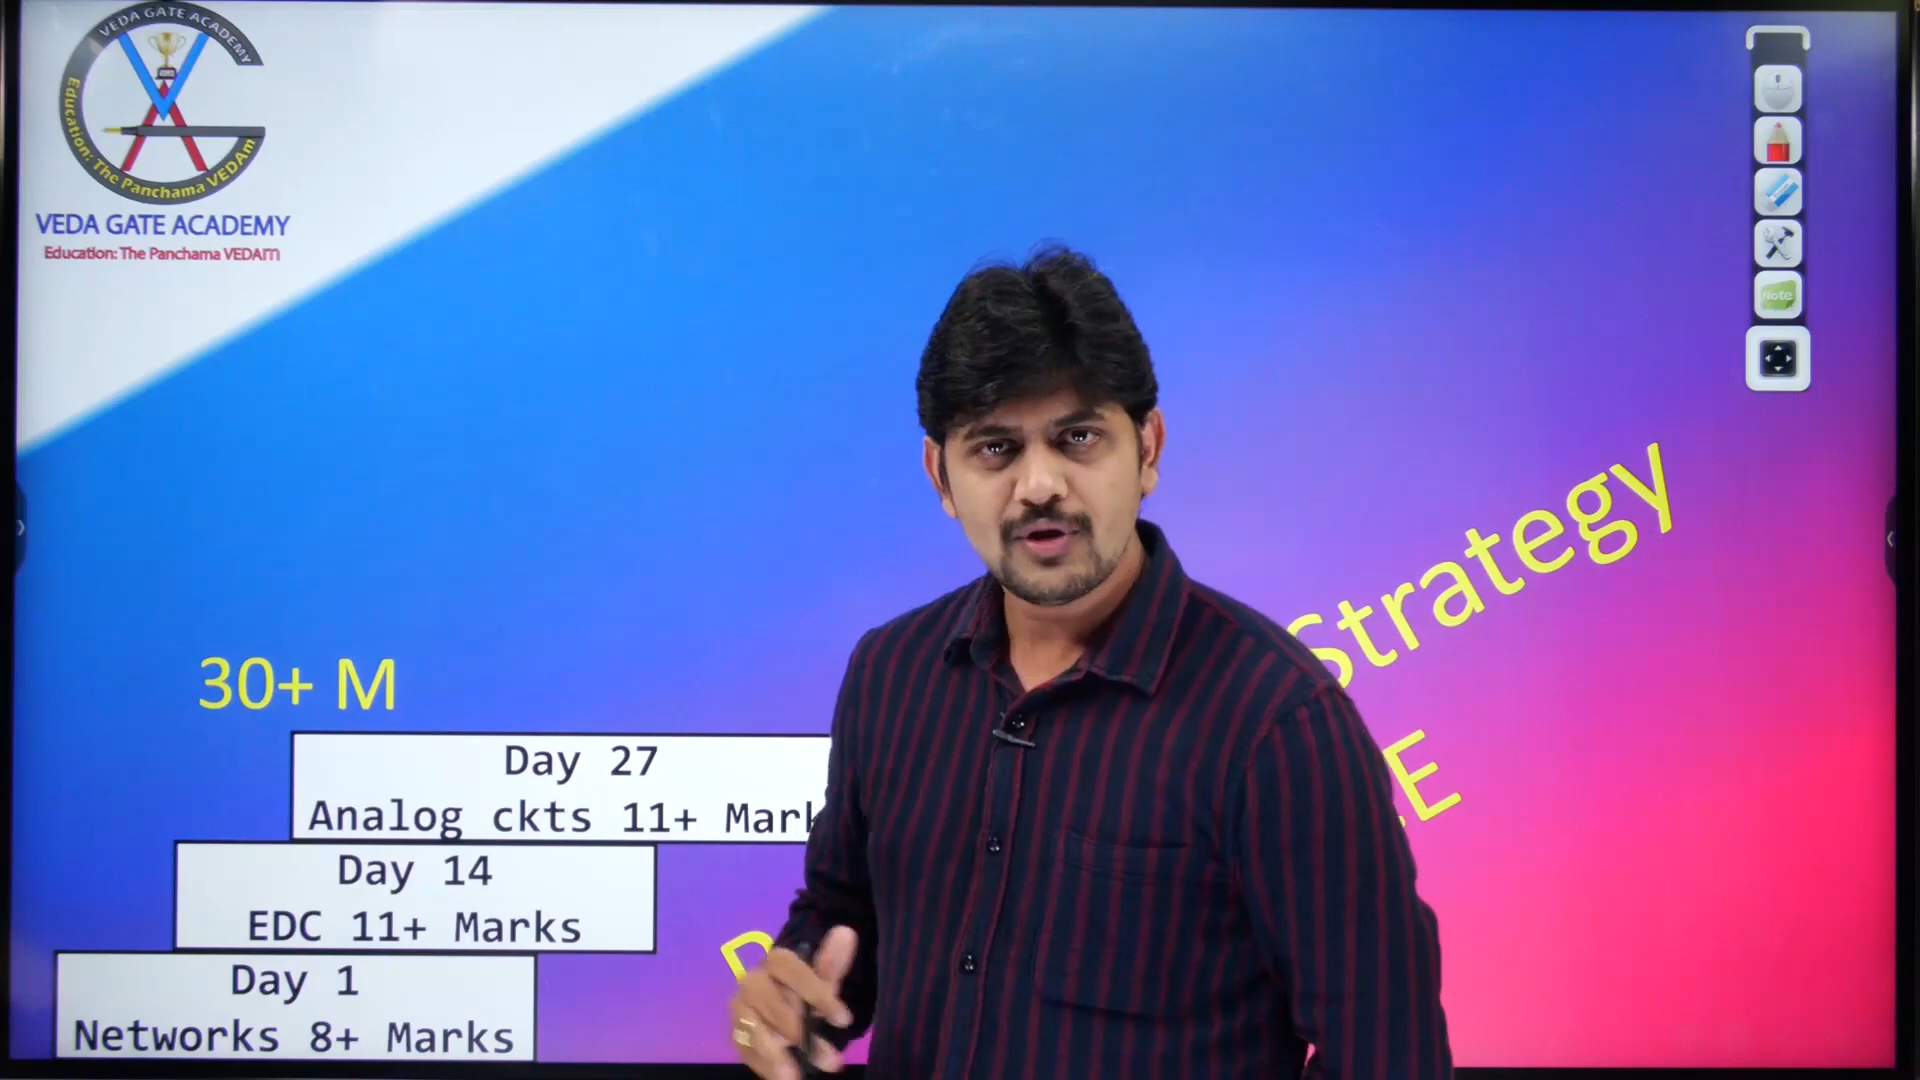 VEDA GATE ACADEMY
Education: The Panchama VEDAm
VEDA GATE ACADEMY
Education: The Panchama VEDAm
Note
Strategy
30+ M
E
Day 27
Analog ckts 11+ Mark
Day 14
EDC 11+ Marks
Day 1
Networks 8+ Marks